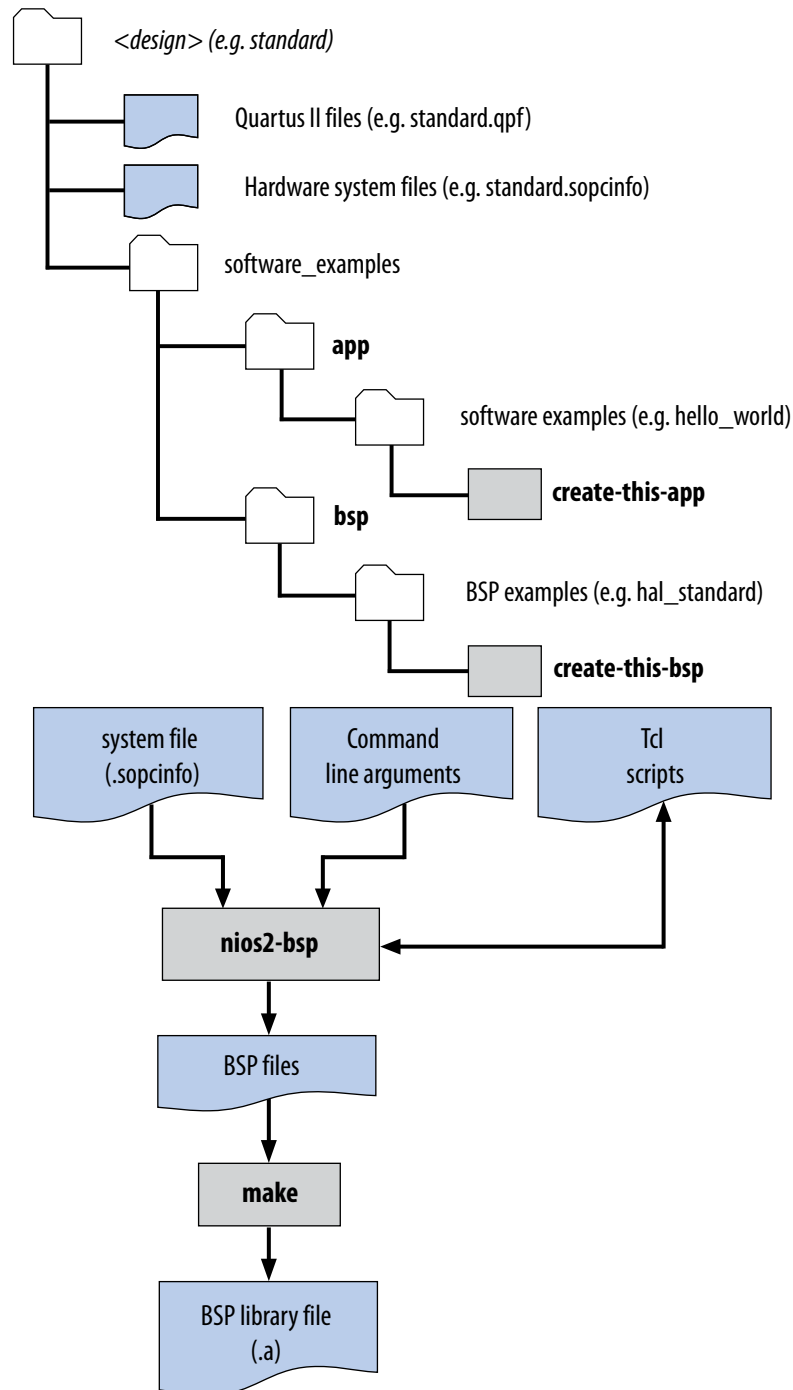 <design> (e.g. standard)
Quartus II files (e.g. standard.qpf)
Hardware system files (e.g. standard.sopcinfo)
software_examples
app
software examples (e.g. hello_world)
create-this-app
bsp
BSP examples (e.g. hal_standard)
create-this-bsp
system file
(.sopcinfo)
Command
line arguments
Tcl
scripts
nios2-bsp
BSP files
make
BSP library file
(.a)